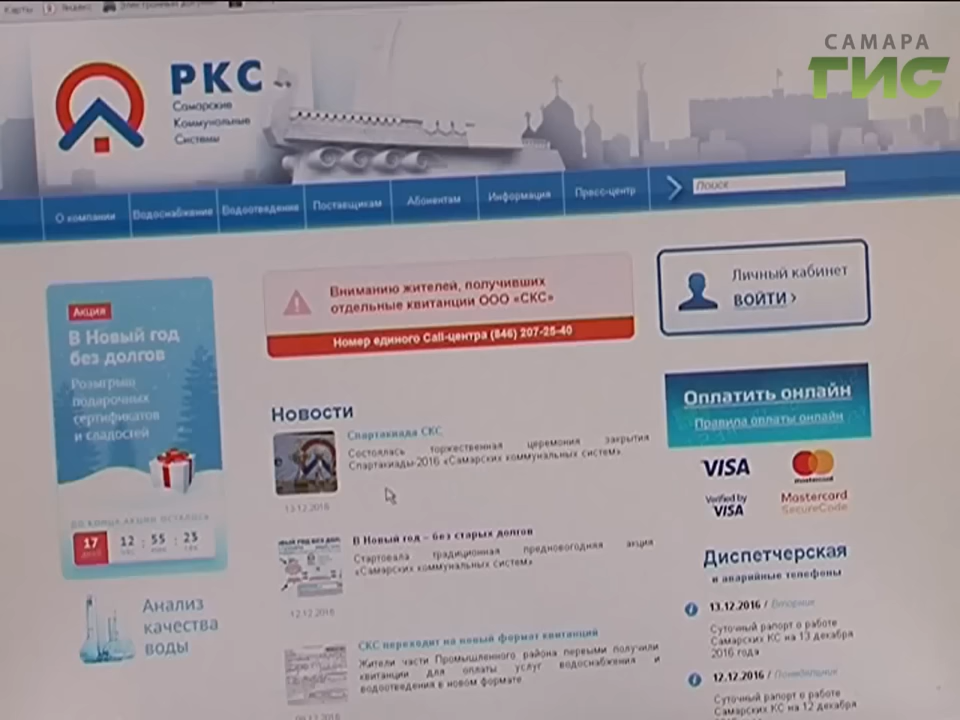 Карты
Яндекс
САМАРА
ГИС
РКС
Самарские
Коммунальные
Системы
О компании
Водоснабжение
Водоотведение
Поставщикам
Абонентам
Информация
Пресс-центр
Поиск
Акция
В Новый год
без долгов
Розыгрыш
подарочных
сертификатов
и сладостей
ДО КОНЦА АКЦИИ ОСТАЛОСЬ
17 : 12 : 55 : 23
Анализ
качества
воды
Вниманию жителей, получивших
отдельные квитанции ООО «СКС»
Номер единого Call-центра (846) 207-25-40
Новости
Спартакиада СКС
Состоялась торжественная церемония закрытия
Спартакиады-2016 «Самарских коммунальных систем»
13.12.2016
В Новый год – без старых долгов
Стартовала традиционная предновогодняя акция
«Самарских коммунальных систем»
12.12.2016
СКС переходит на новый формат квитанций
Жители части Промышленного района первыми получили
квитанции для оплаты услуг водоснабжения и
водоотведения в новом формате
09.12.2016
Личный кабинет
ВОЙТИ ›
Оплатить онлайн
Правила оплаты онлайн
VISA
mastercard
Verified by
VISA
Mastercard
SecureCode
Диспетчерская
и аварийные телефоны
13.12.2016 / Вторник
Суточный рапорт о работе
Самарских КС на 13 декабря
2016 года
12.12.2016 / Понедельник
Суточный рапорт о работе
Самарских КС на 12 декабря